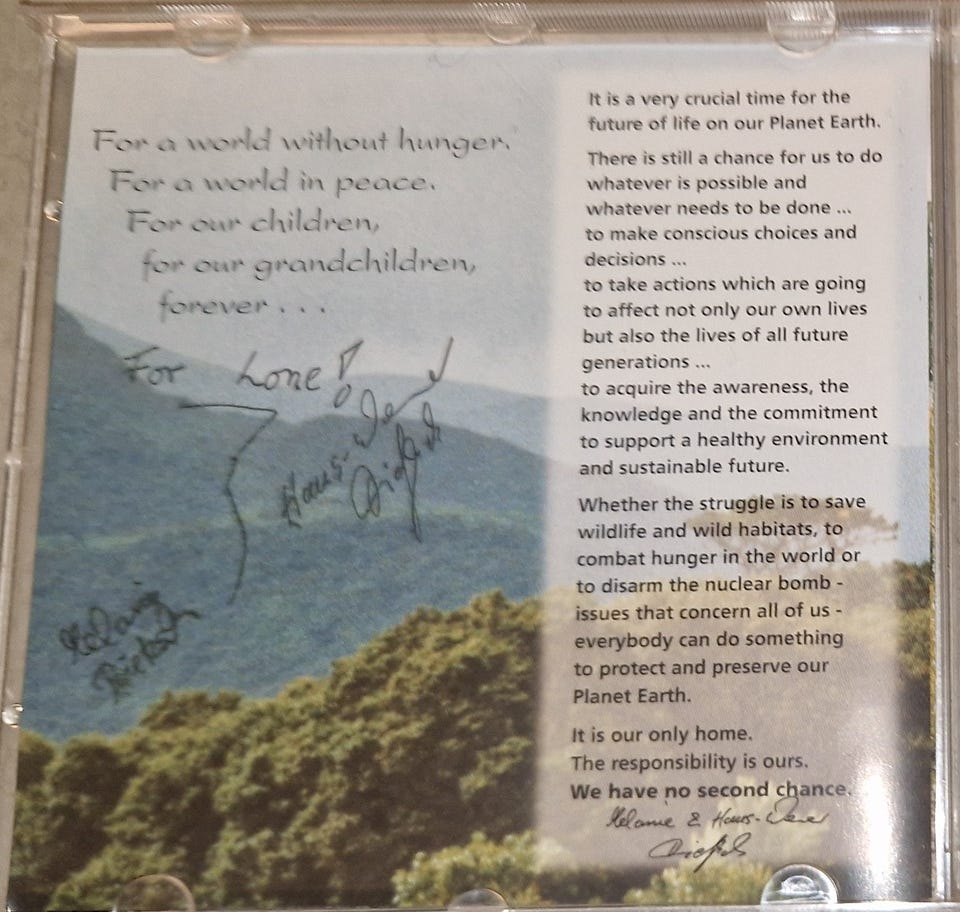 For a world without hunger.
For a world in peace.
For our children,
for our grandchildren,
forever . . .
For Lone!
Hans-
Melanie
It is a very crucial time for the
future of life on our Planet Earth.
There is still a chance for us to do
whatever is possible and
whatever needs to be done ...
to make conscious choices and
decisions ...
to take actions which are going
to affect not only our own lives
but also the lives of all future
generations ...
to acquire the awareness, the
knowledge and the commitment
to support a healthy environment
and sustainable future.
Whether the struggle is to save
wildlife and wild habitats, to
combat hunger in the world or
to disarm the nuclear bomb -
issues that concern all of us -
everybody can do something
to protect and preserve our
Planet Earth.
It is our only home.
The responsibility is ours.
We have no second chance.
Melanie & Hans-